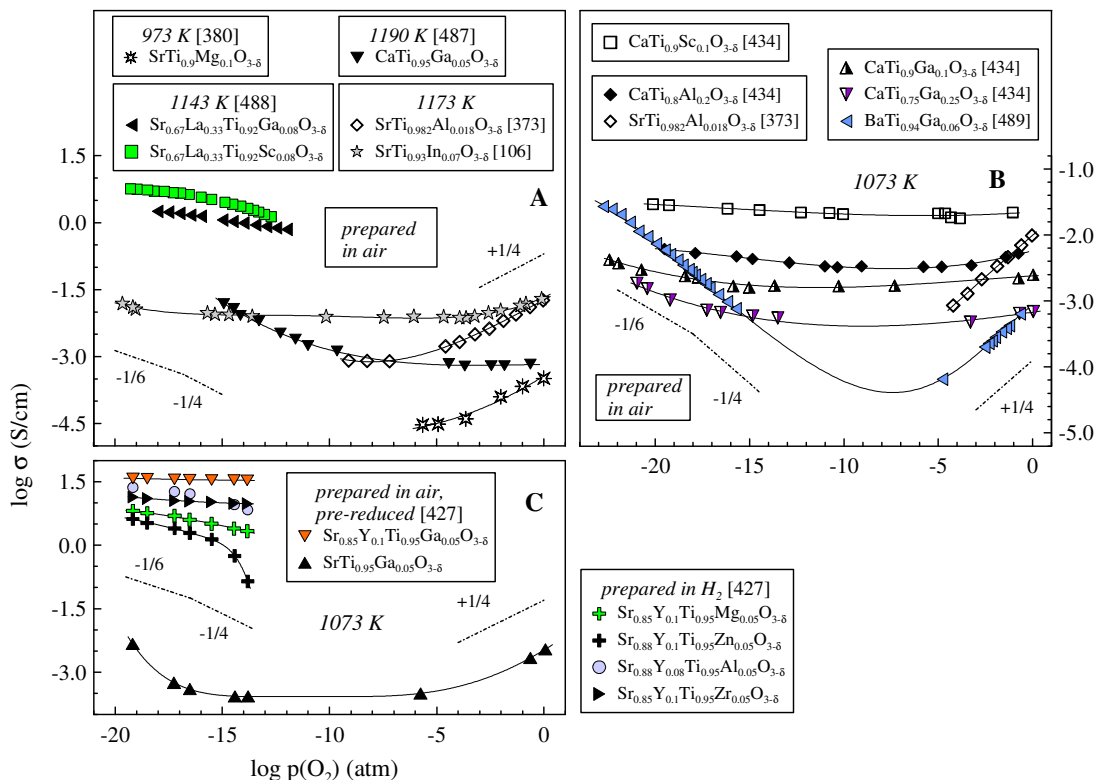 973 K [380]
SrTi0.9Mg0.1O3-δ
1190 K [487]
CaTi0.95Ga0.05O3-δ
1143 K [488]
Sr0.67La0.33Ti0.92Ga0.08O3-δ
Sr0.67La0.33Ti0.92Sc0.08O3-δ
1173 K
SrTi0.982Al0.018O3-δ [373]
SrTi0.93In0.07O3-δ [106]
A
prepared
in air
+1/4
-1/6
-1/4
1.5
0.0
-1.5
-3.0
-4.5
CaTi0.9Sc0.1O3-δ [434]
CaTi0.8Al0.2O3-δ [434]
SrTi0.982Al0.018O3-δ [373]
CaTi0.9Ga0.1O3-δ [434]
CaTi0.75Ga0.25O3-δ [434]
BaTi0.94Ga0.06O3-δ [489]
1073 K
B
-1/6
-1/4
+1/4
prepared
in air
-1.0
-2.0
-3.0
-4.0
-5.0
-20
-15
-10
-5
0
log σ (S/cm)
C
prepared in air,
pre-reduced [427]
Sr0.85Y0.1Ti0.95Ga0.05O3-δ
SrTi0.95Ga0.05O3-δ
-1/6
-1/4
1073 K
+1/4
1.5
0.0
-1.5
-3.0
-20
-15
-10
-5
0
log p(O2) (atm)
prepared in H2 [427]
Sr0.85Y0.1Ti0.95Mg0.05O3-δ
Sr0.88Y0.1Ti0.95Zn0.05O3-δ
Sr0.88Y0.08Ti0.95Al0.05O3-δ
Sr0.85Y0.1Ti0.95Zr0.05O3-δ